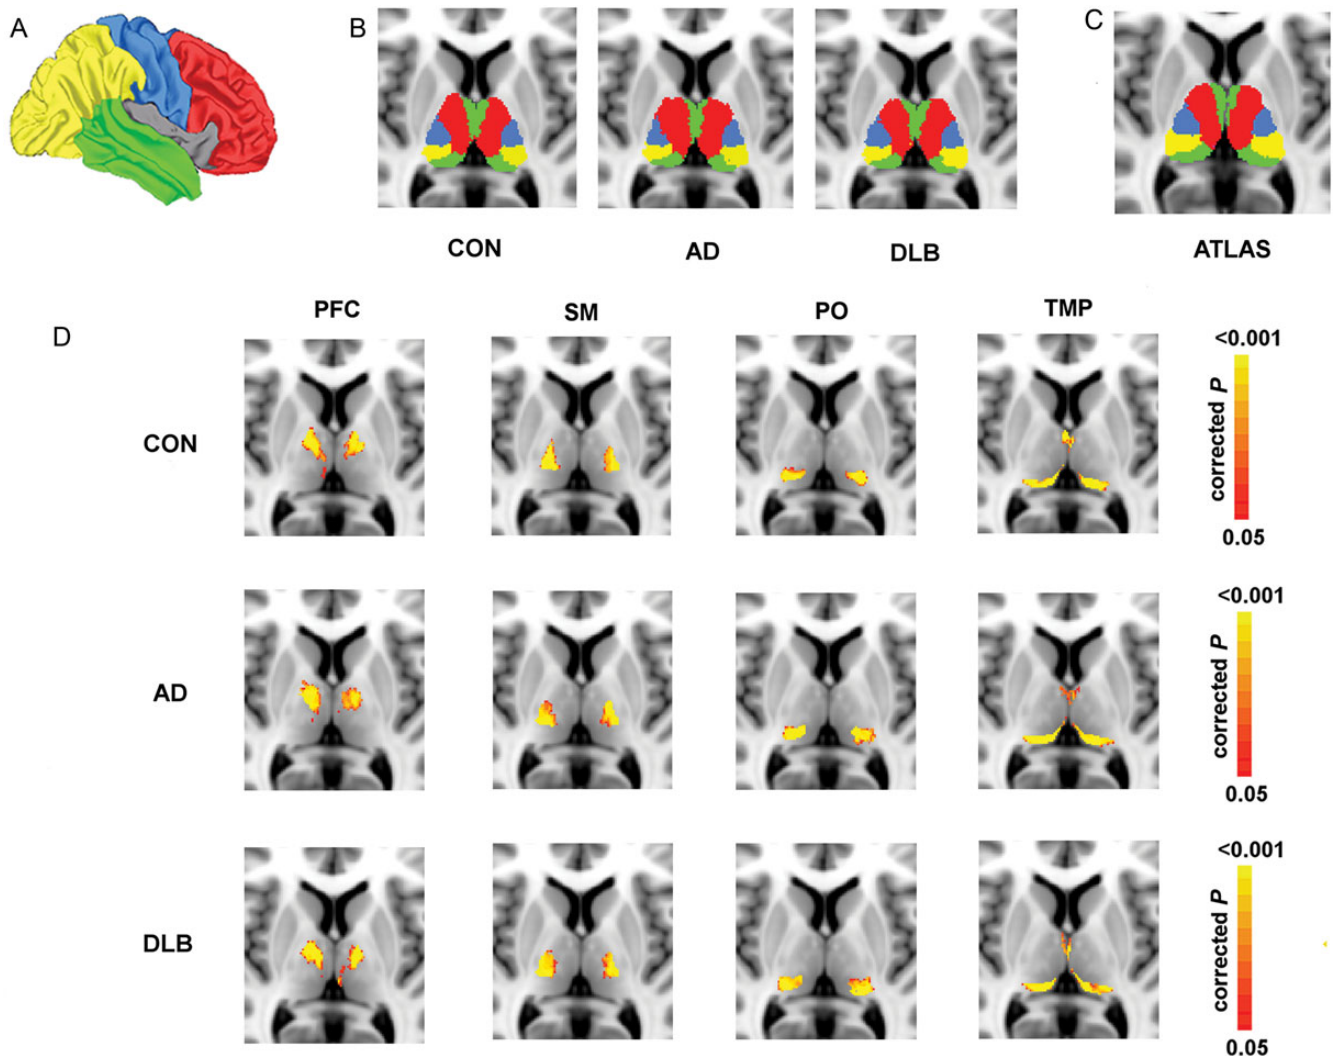 A
B
C
CON
AD
DLB
ATLAS
D
PFC
SM
PO
TMP
CON
<0.001
corrected P
0.05
AD
<0.001
corrected P
0.05
DLB
<0.001
corrected P
0.05